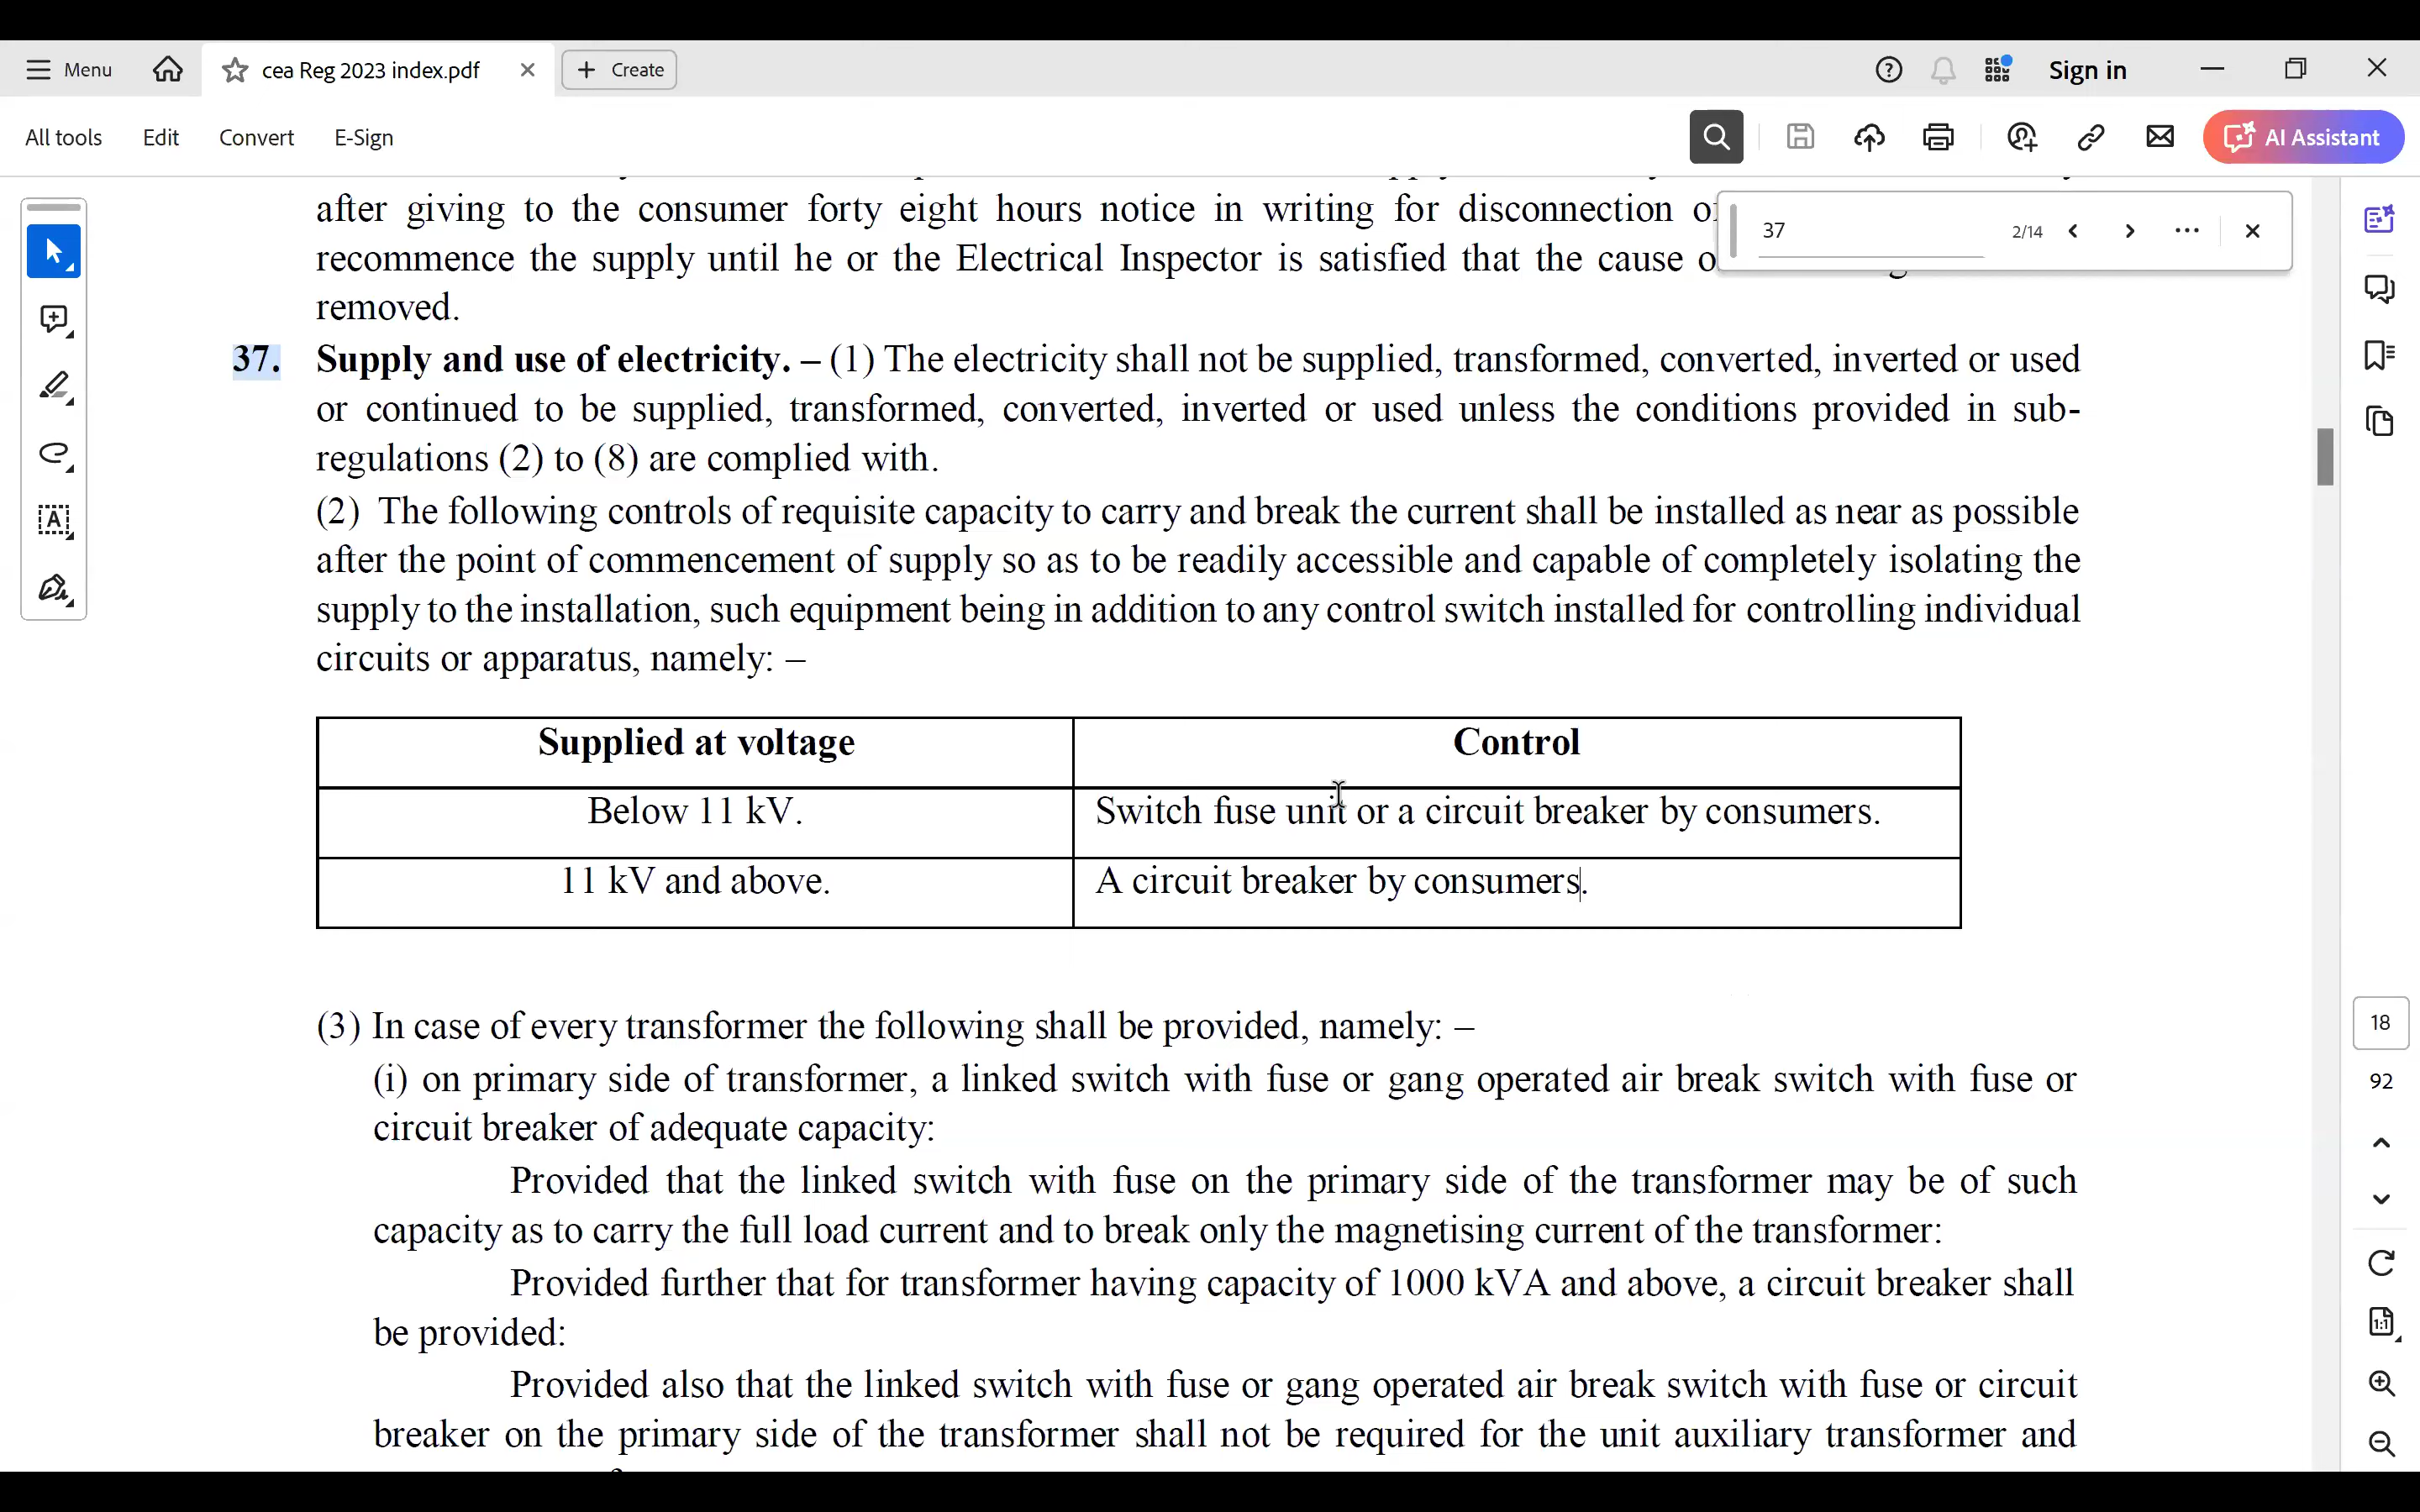 Menu
cea Reg 2023 index.pdf
Create
Sign in
All tools
Edit
Convert
E-Sign
AI Assistant
37
2/14
after giving to the consumer forty eight hours notice in writing for disconnection
recommence the supply until he or the Electrical Inspector is satisfied that the cause
removed.
37. Supply and use of electricity. – (1) The electricity shall not be supplied, transformed, converted, inverted or used
or continued to be supplied, transformed, converted, inverted or used unless the conditions provided in sub-
regulations (2) to (8) are complied with.
(2) The following controls of requisite capacity to carry and break the current shall be installed as near as possible
after the point of commencement of supply so as to be readily accessible and capable of completely isolating the
supply to the installation, such equipment being in addition to any control switch installed for controlling individual
circuits or apparatus, namely: –
Supplied at voltage Control
Below 11 kV. Switch fuse unit or a circuit breaker by consumers.
11 kV and above. A circuit breaker by consumers.
(3) In case of every transformer the following shall be provided, namely: –
(i) on primary side of transformer, a linked switch with fuse or gang operated air break switch with fuse or
circuit breaker of adequate capacity:
Provided that the linked switch with fuse on the primary side of the transformer may be of such
capacity as to carry the full load current and to break only the magnetising current of the transformer:
Provided further that for transformer having capacity of 1000 kVA and above, a circuit breaker shall
be provided:
Provided also that the linked switch with fuse or gang operated air break switch with fuse or circuit
breaker on the primary side of the transformer shall not be required for the unit auxiliary transformer and
18
92
1:1